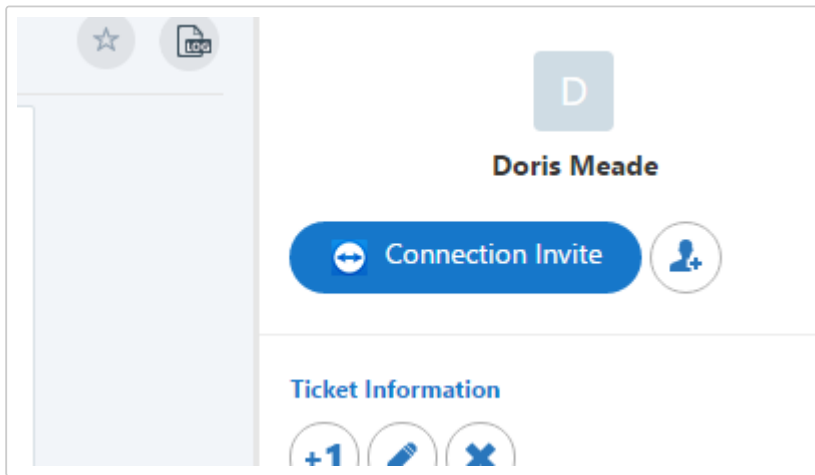 LOG
D
Doris Meade
Connection Invite
Ticket Information
+1